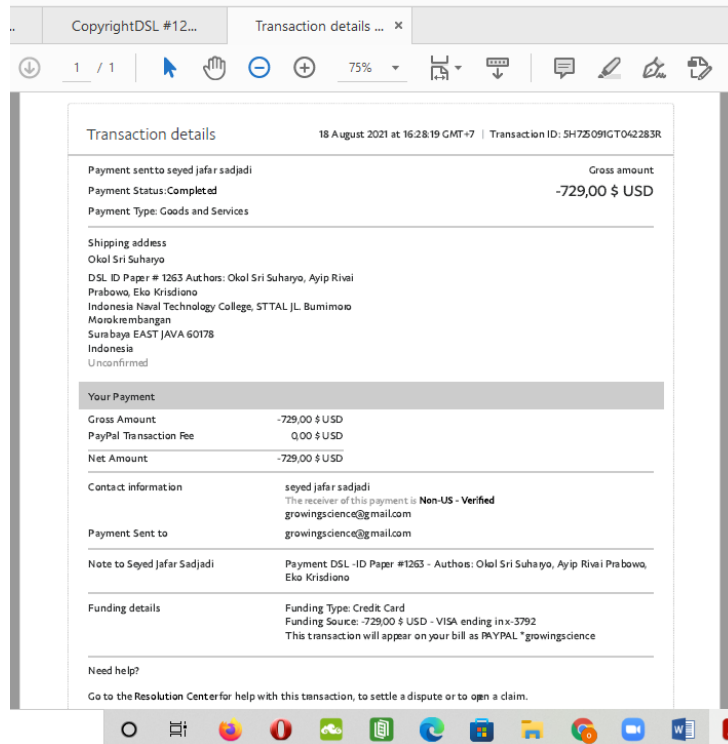 ..
CopyrightDSL #12...
Transaction details ... ×
1 / 1
75%
Transaction details
18 August 2021 at 16:28:19 GMT+7 | Transaction ID: 5H725091GT042283R
Payment sent to seyed jafar sadjadi
Gross amount
Payment Status:Completed
-729,00 $ USD
Payment Type: Goods and Services
Shipping address
Okol Sri Suharyo
DSL ID Paper # 1263 Authors: Okol Sri Suharyo, Ayip Rivai
Prabowo, Eko Krisdiono
Indonesia Naval Technology College, STTAL JL. Bumimoro
Morokrembangan
Surabaya EAST JAVA 60178
Indonesia
Unconfirmed
Your Payment
Gross Amount -729,00 $ USD
PayPal Transaction Fee 0,00 $ USD
Net Amount -729,00 $ USD
Contact information seyed jafar sadjadi
The receiver of this payment is Non-US - Verified
growingscience@gmail.com
Payment Sent to growingscience@gmail.com
Note to Seyed Jafar Sadjadi Payment DSL -ID Paper #1263 - Authors: Okol Sri Suharyo, Ayip Rivai Prabowo,
Eko Krisdiono
Funding details Funding Type: Credit Card
Funding Source: -729,00 $ USD - VISA ending in x-3792
This transaction will appear on your bill as PAYPAL *growingscience
Need help?
Go to the Resolution Center for help with this transaction, to settle a dispute or to open a claim.